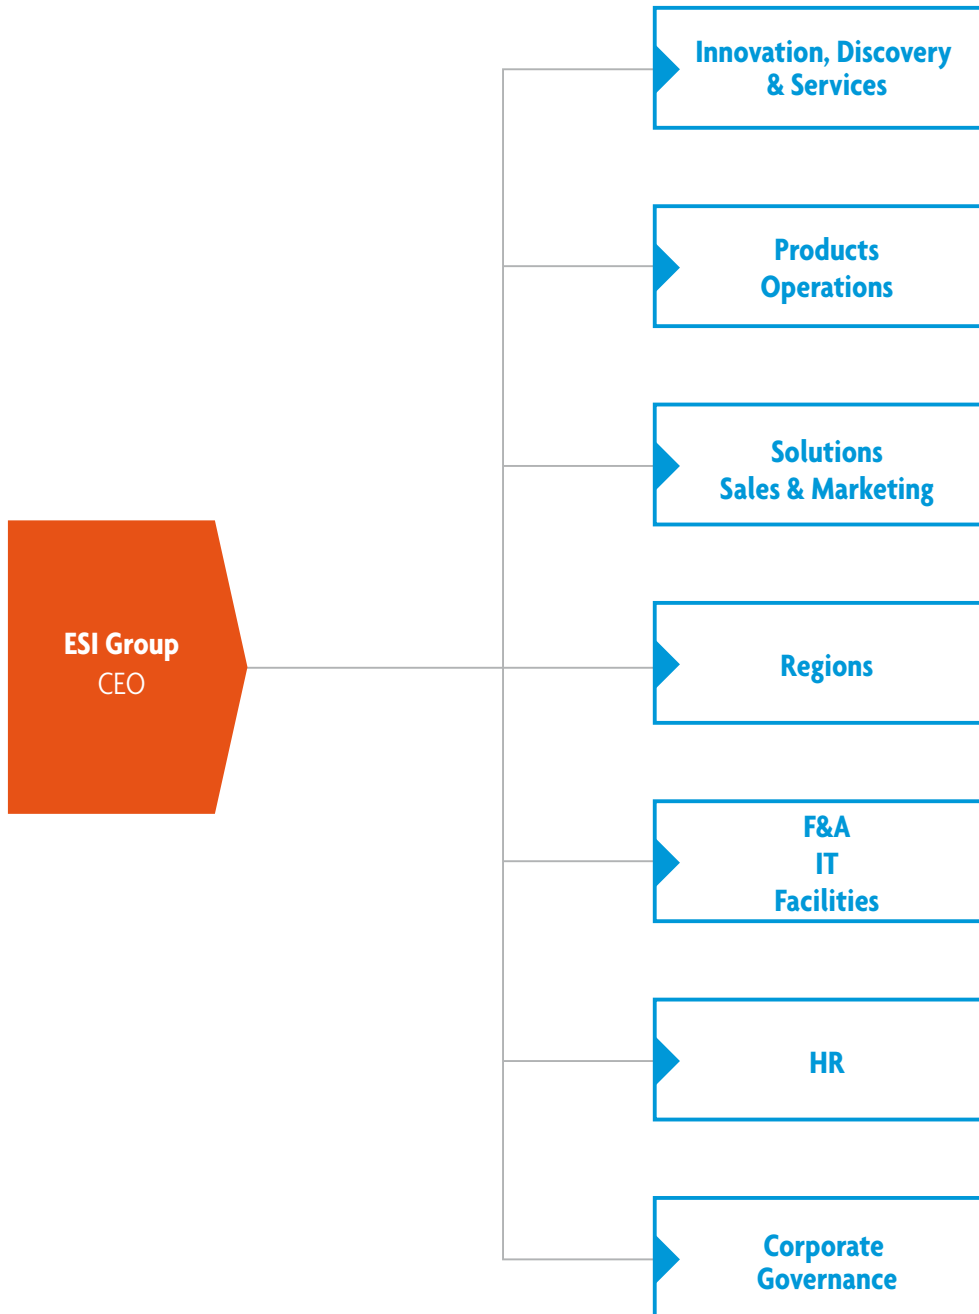 Innovation, Discovery
& Services
Products
Operations
Solutions
Sales & Marketing
ESI Group
CEO
Regions
F&A
IT
Facilities
HR
Corporate
Governance